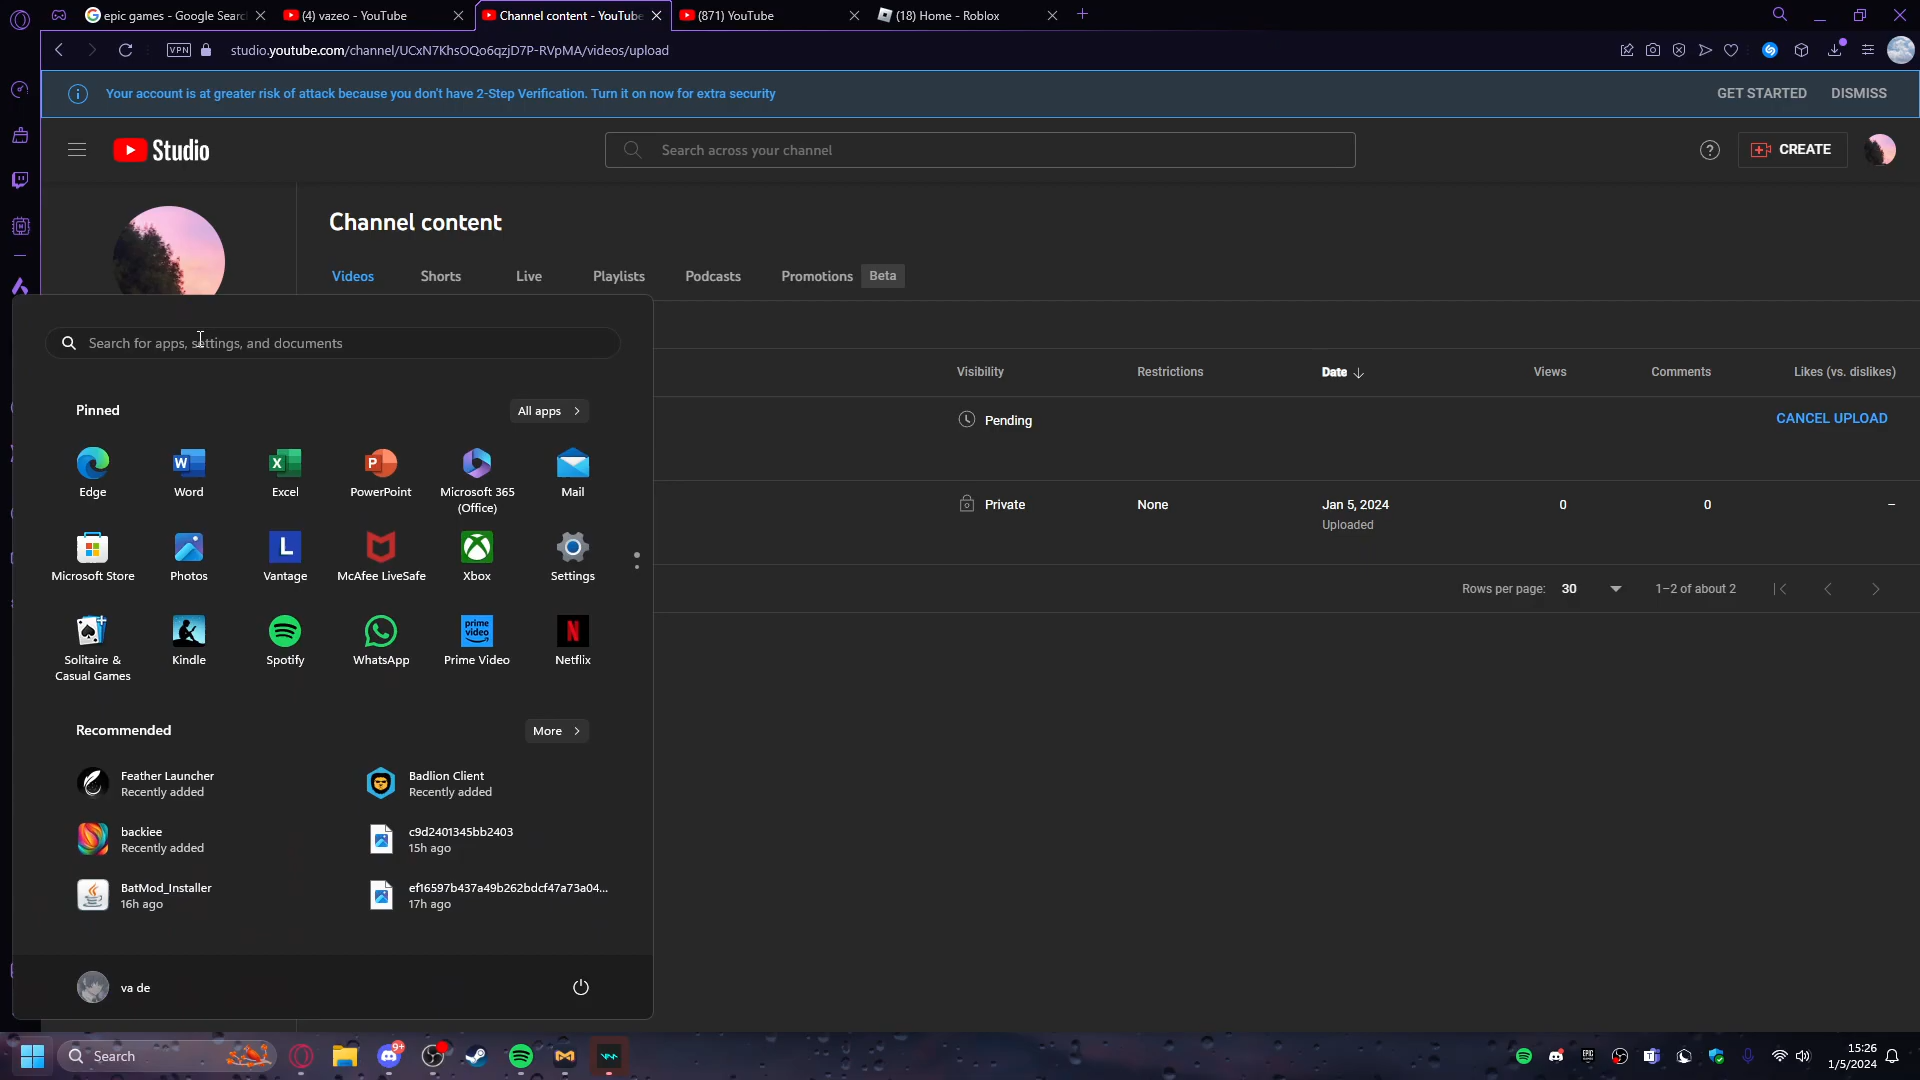 epic games - Google Searc
(4) vazeo - YouTube
Channel content - YouTube
(871) YouTube
(18) Home - Roblox
VPN
studio.youtube.com/channel/UCxN7KhsOQo6qzjD7P-RVpMA/videos/upload
Your account is at greater risk of attack because you don't have 2-Step Verification. Turn it on now for extra security
GET STARTED
DISMISS
Studio
Search across your channel
CREATE
Channel content
Videos
Shorts
Live
Playlists
Podcasts
Promotions
Beta
Search for apps, settings, and documents
Visibility
Restrictions
Date
Views
Comments
Likes (vs. dislikes)
Pinned
All apps
Pending
CANCEL UPLOAD
Edge
Word
Excel
PowerPoint
Microsoft 365
(Office)
Mail
Private
None
Jan 5, 2024
Uploaded
0
0
–
Microsoft Store
Photos
Vantage
McAfee LiveSafe
Xbox
Settings
Rows per page:
30
1–2 of about 2
Solitaire &
Casual Games
Kindle
Spotify
WhatsApp
prime
video
Prime Video
Netflix
Recommended
More
Feather Launcher
Recently added
Badlion Client
Recently added
backiee
Recently added
c9d2401345bb2403
15h ago
BatMod_Installer
16h ago
ef16597b437a49b262bdcf47a73a04...
17h ago
va de
Search
9+
15:26
1/5/2024